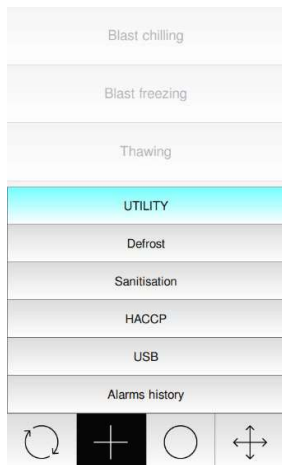 Blast chilling
Blast freezing
Thawing
UTILITY
Defrost
Sanitisation
HACCP
USB
Alarms history